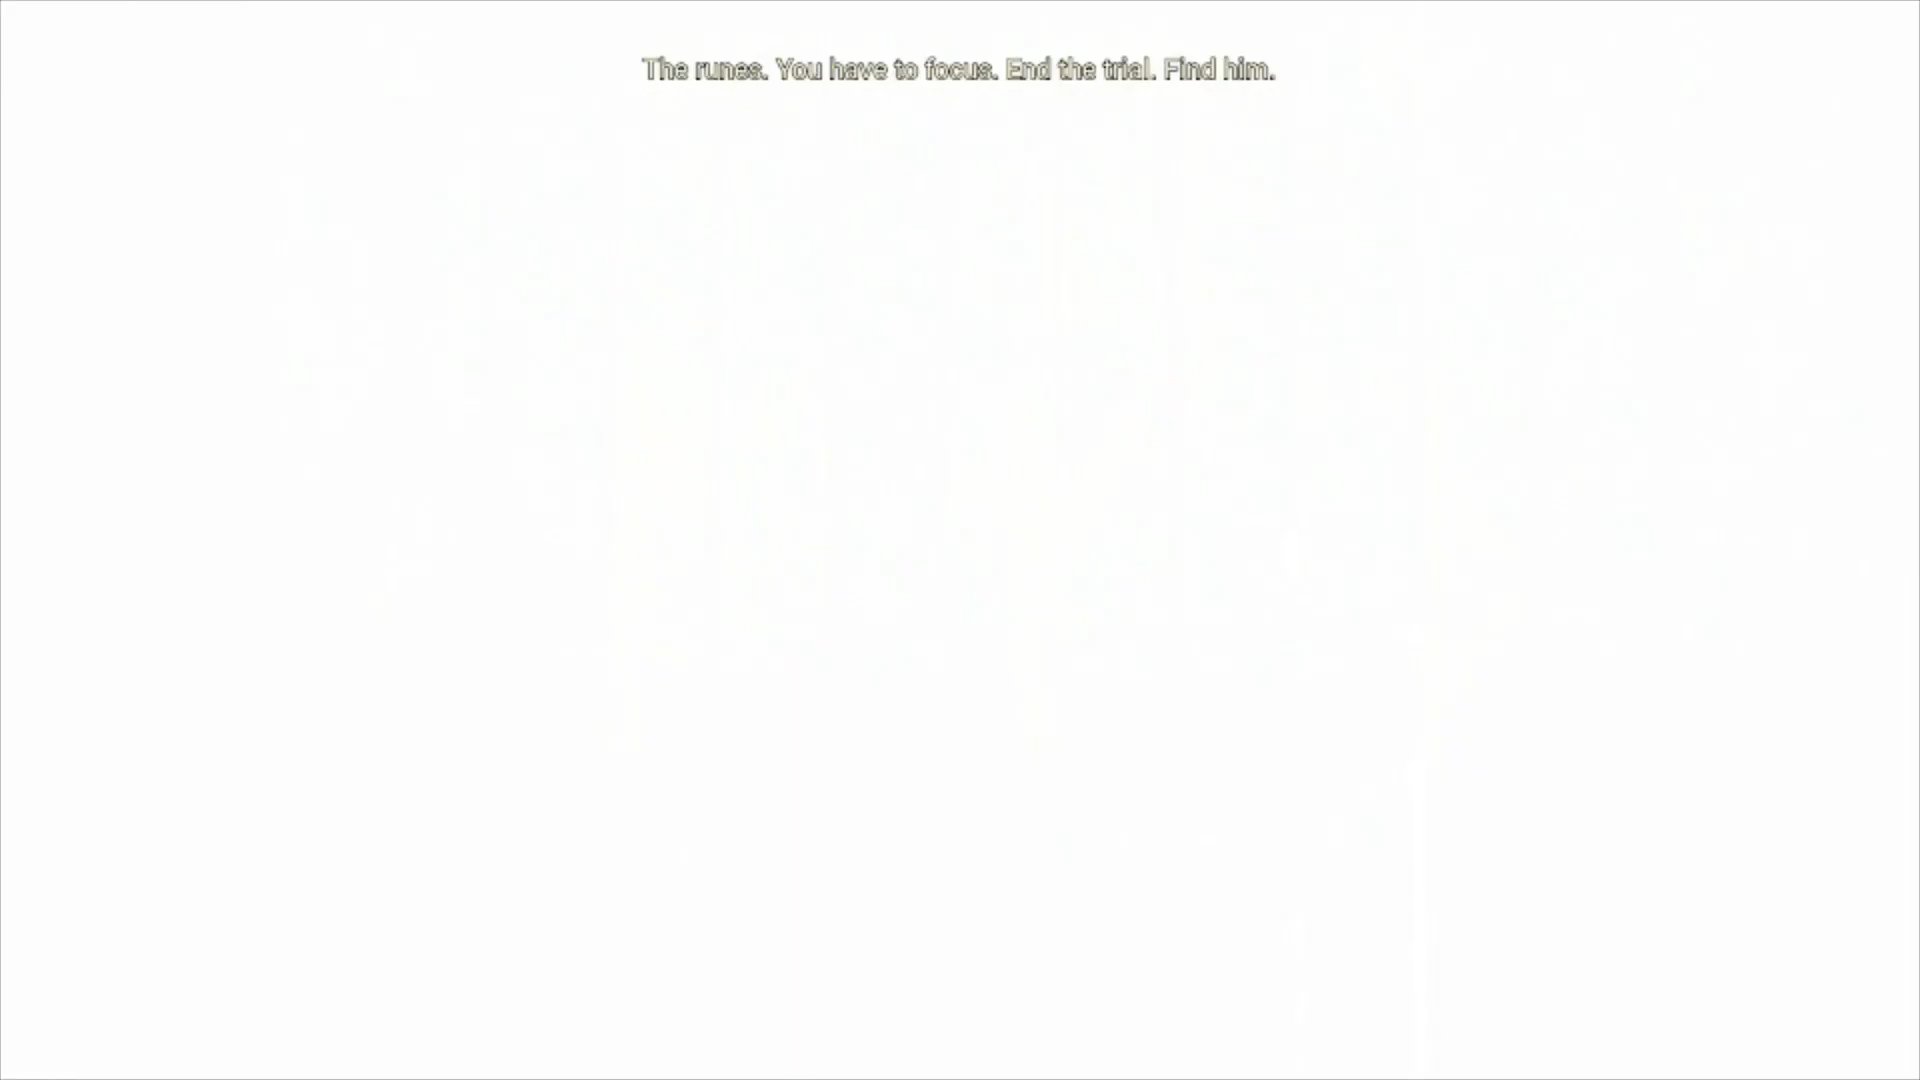 The runes. You have to focus. End the trial. Find him.